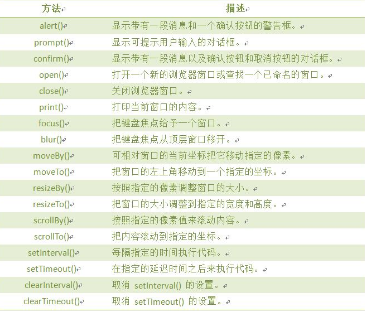 方法 描述
alert() 显示带有一段消息和一个确认按钮的警告框。
prompt() 显示可提示用户输入的对话框。
confirm() 显示带有一段消息以及确认按钮和取消按钮的对话框。
open() 打开一个新的浏览器窗口或查找一个已命名的窗口。
close() 关闭浏览器窗口。
print() 打印当前窗口的内容。
focus() 把键盘焦点给予一个窗口。
blur() 把键盘焦点从顶层窗口移开。
moveBy() 可相对窗口的当前坐标把它移动指定的像素。
moveTo() 把窗口的左上角移动到一个指定的坐标。
resizeBy() 按照指定的像素调整窗口的大小。
resizeTo() 把窗口的大小调整到指定的宽度和高度。
scrollBy() 按照指定的像素值来滚动内容。
scrollTo() 把内容滚动到指定的坐标。
setInterval() 每隔指定的时间执行代码。
setTimeout() 在指定的延迟时间之后来执行代码。
clearInterval() 取消 setInterval() 的设置。
clearTimeout() 取消 setTimeout() 的设置。